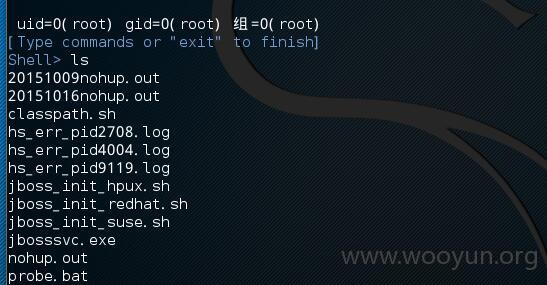 uid=0(root) gid=0(root) 组=0(root)
[Type commands or "exit" to finish]
Shell> ls
20151009nohup.out
20151016nohup.out
classpath.sh
hs_err_pid2708.log
hs_err_pid4004.log
hs_err_pid9119.log
jboss_init_hpux.sh
jboss_init_redhat.sh
jboss_init_suse.sh
jbosssvc.exe
nohup.out
probe.bat
www.wooyun.org